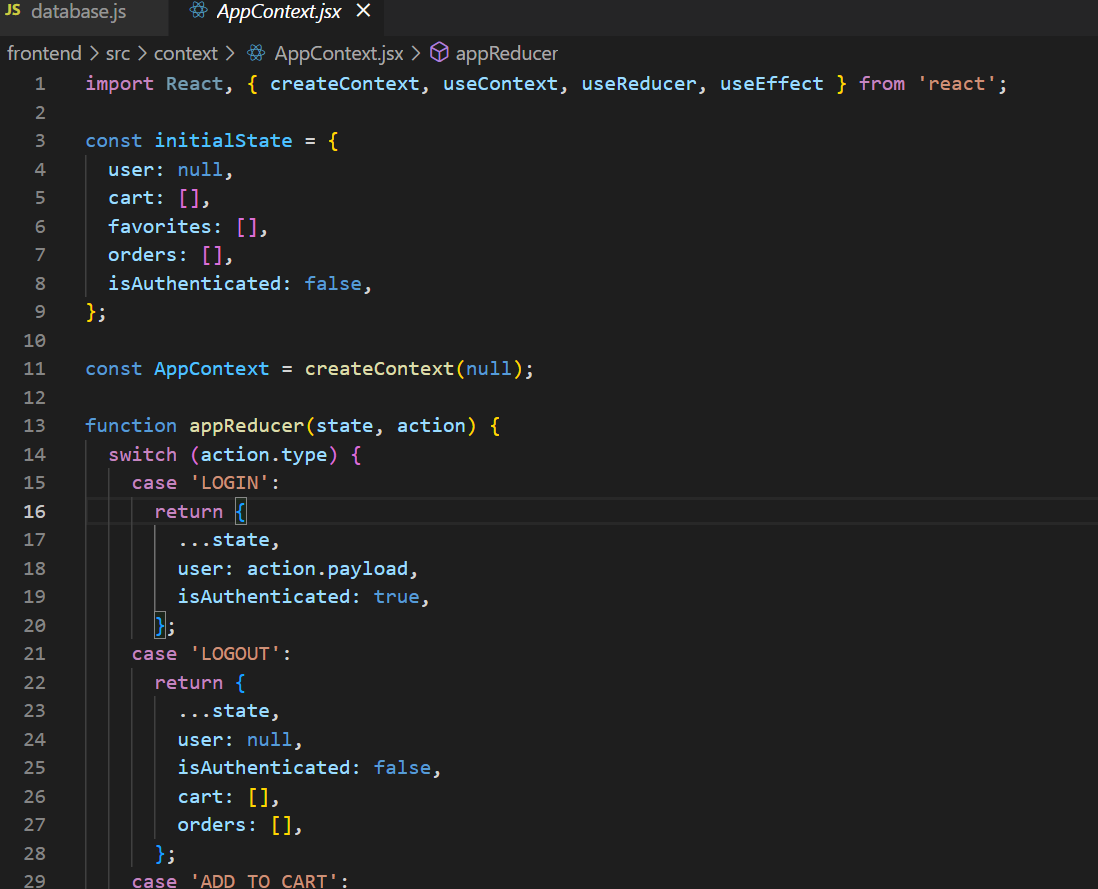 JS database.js AppContext.jsx ×
frontend > src > context > AppContext.jsx > appReducer
1 import React, { createContext, useContext, useReducer, useEffect } from 'react';
2
3 const initialState = {
4   user: null,
5   cart: [],
6   favorites: [],
7   orders: [],
8   isAuthenticated: false,
9 };
10
11 const AppContext = createContext(null);
12
13 function appReducer(state, action) {
14   switch (action.type) {
15     case 'LOGIN':
16       return {
17         ...state,
18         user: action.payload,
19         isAuthenticated: true,
20       };
21     case 'LOGOUT':
22       return {
23         ...state,
24         user: null,
25         isAuthenticated: false,
26         cart: [],
27         orders: [],
28       };
29     case 'ADD_TO_CART':